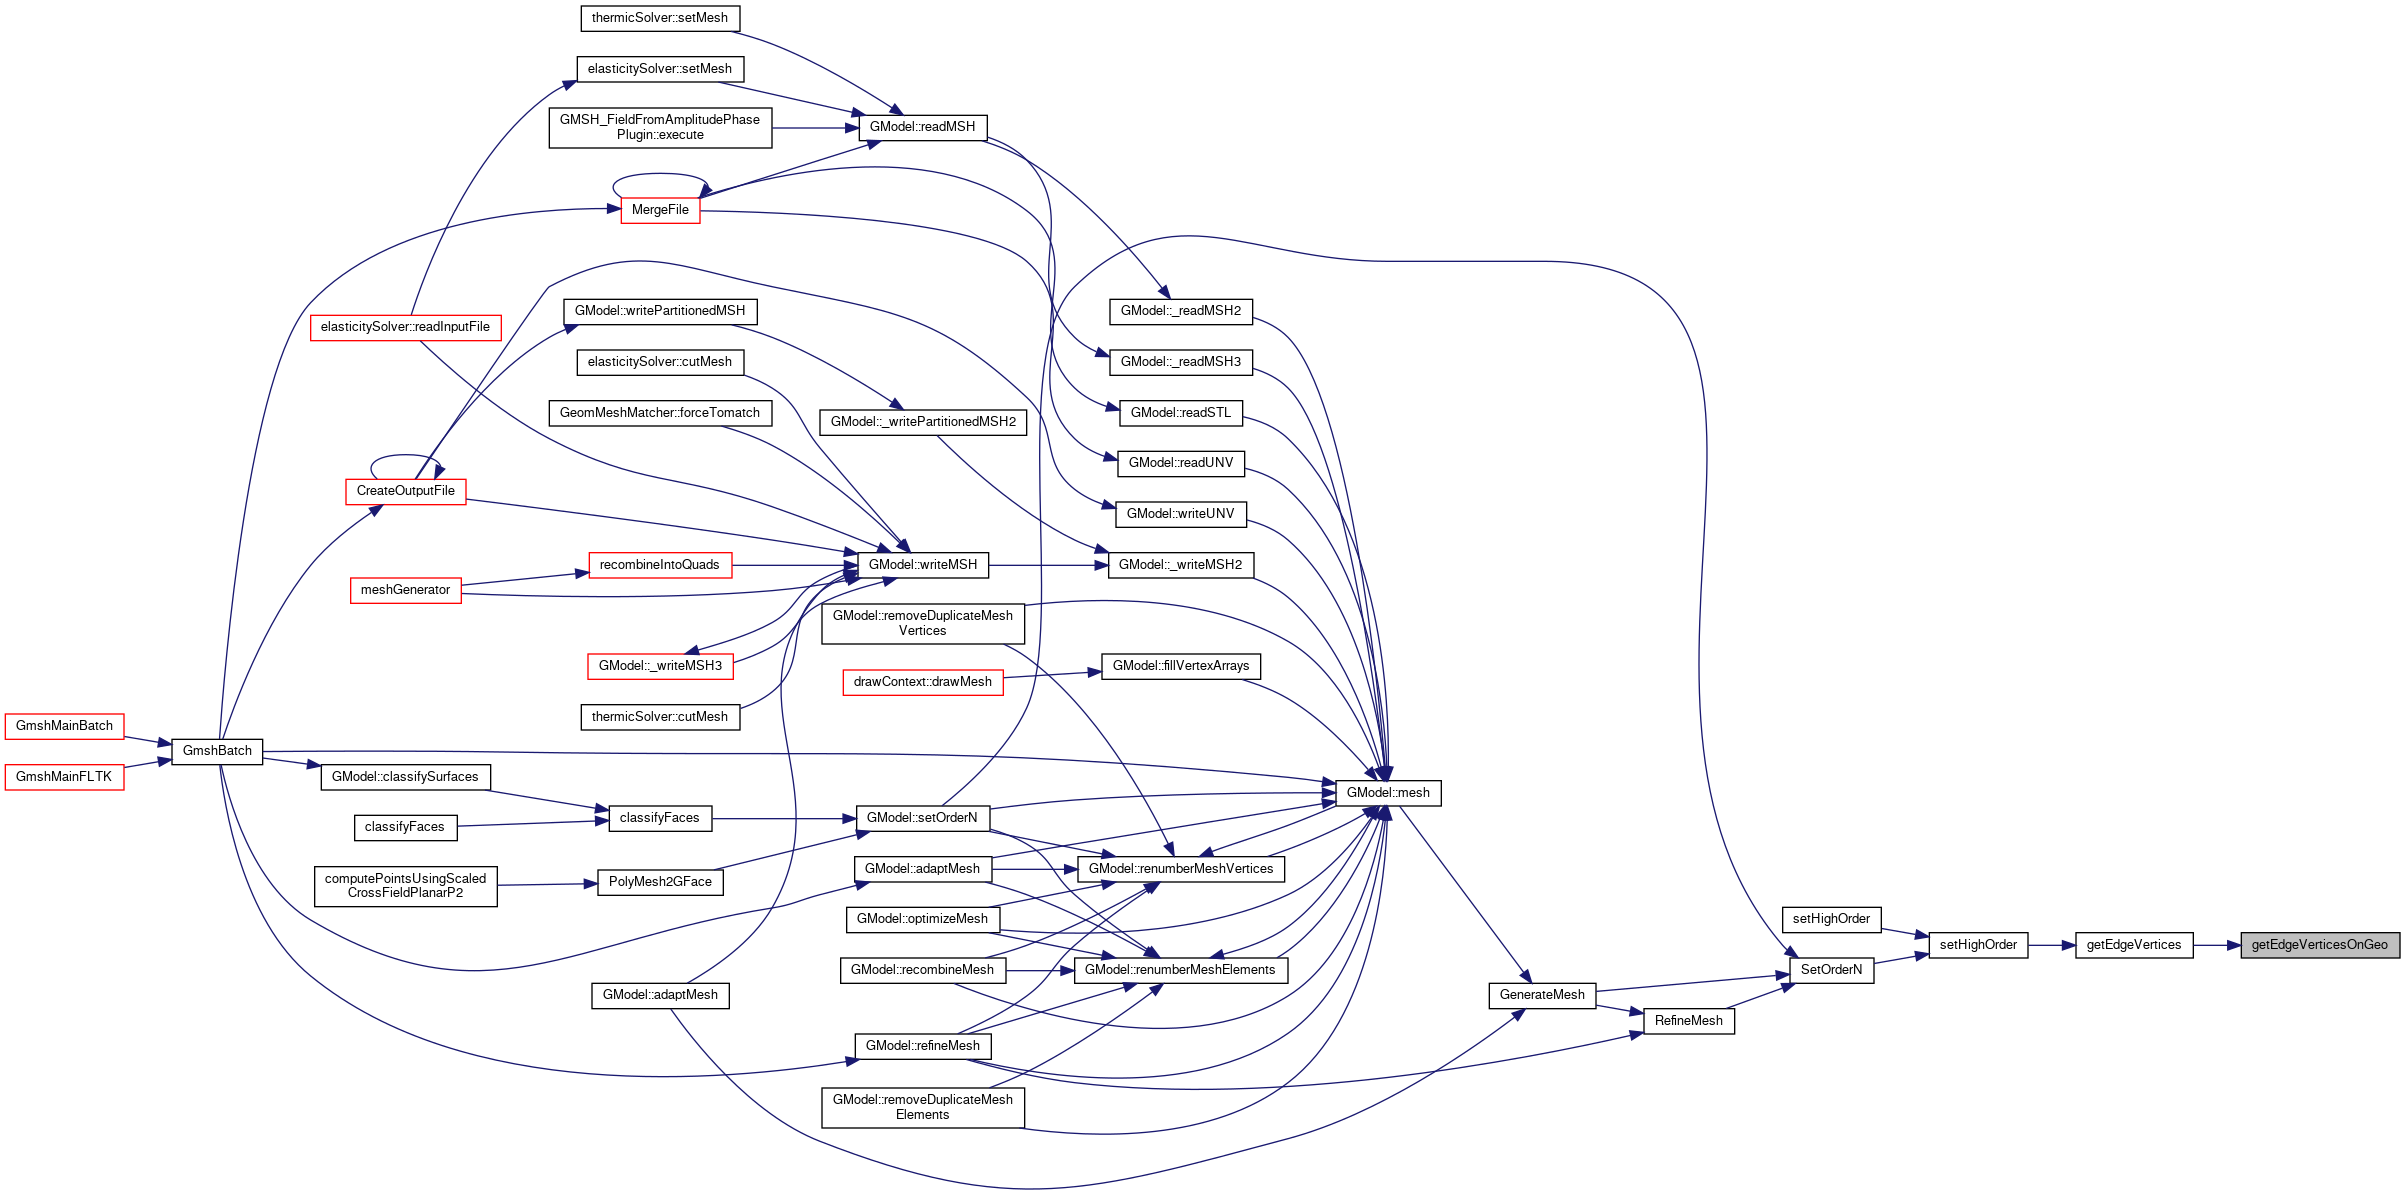 thermicSolver::setMesh
elasticitySolver::setMesh
GMSH_FieldFromAmplitudePhase
Plugin::execute
GModel::readMSH
MergeFile
elasticitySolver::readInputFile
GModel::writePartitionedMSH
GModel::_readMSH2
elasticitySolver::cutMesh
GModel::_readMSH3
GeomMeshMatcher::forceTomatch
GModel::_writePartitionedMSH2
GModel::readSTL
GModel::readUNV
CreateOutputFile
GModel::writeUNV
recombineIntoQuads
GModel::writeMSH
GModel::_writeMSH2
meshGenerator
GModel::removeDuplicateMesh
Vertices
GModel::_writeMSH3
drawContext::drawMesh
GModel::fillVertexArrays
thermicSolver::cutMesh
GmshMainBatch
GmshBatch
GmshMainFLTK
GModel::classifySurfaces
GModel::mesh
classifyFaces
classifyFaces
GModel::setOrderN
computePointsUsingScaled
CrossFieldPlanarP2
PolyMesh2GFace
GModel::adaptMesh
GModel::renumberMeshVertices
GModel::optimizeMesh
setHighOrder
setHighOrder
getEdgeVertices
getEdgeVerticesOnGeo
GModel::recombineMesh
GModel::renumberMeshElements
SetOrderN
GModel::adaptMesh
GenerateMesh
RefineMesh
GModel::refineMesh
GModel::removeDuplicateMesh
Elements